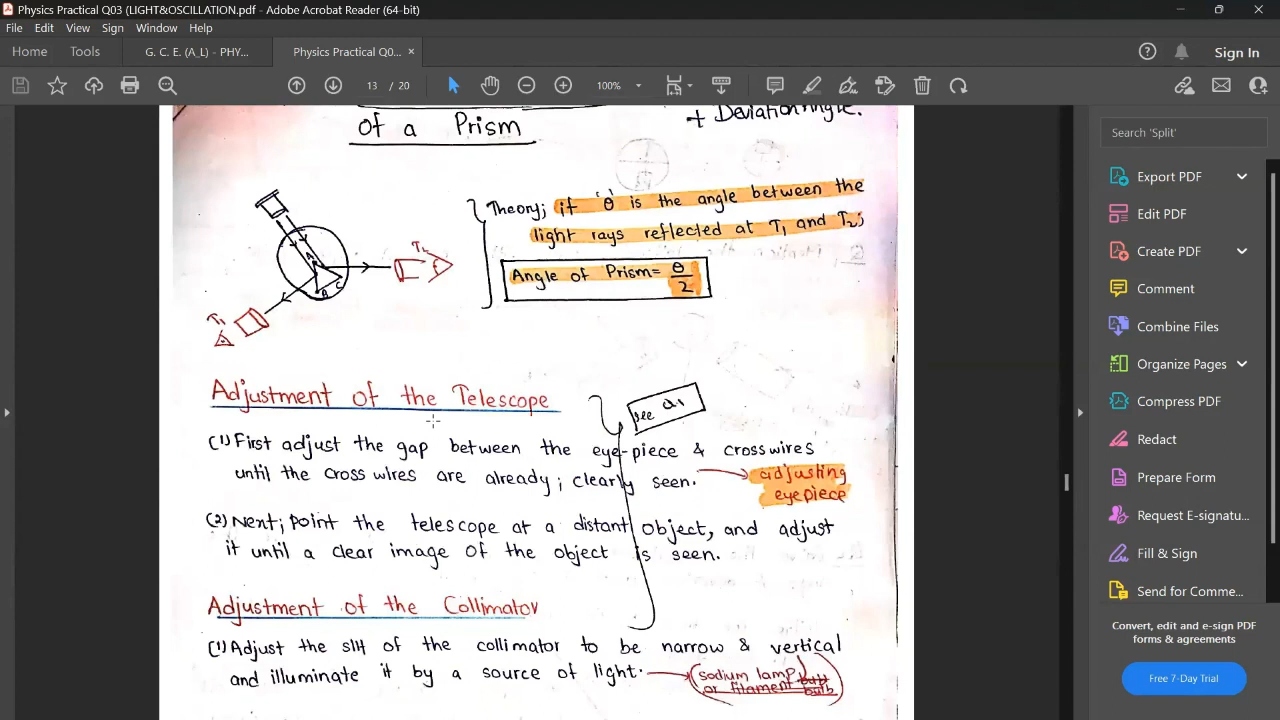 Physics Practical Q03 (LIGHT&OSCILLATION.pdf - Adobe Acrobat Reader (64-bit)
File Edit View Sign Window Help
Home Tools G. C. E. (A_L) - PHY... Physics Practical Q0... × Sign In
13 / 20 100%
of a Prism
+ Deviation Angle.
Theory; if 'θ' is the angle between the
light rays reflected at T1 and T2;
Angle of Prism = θ/2
T2
A
B C
T1
Adjustment of the Telescope
see Q1
(1) First adjust the gap between the eye-piece & crosswires
until the cross wires are already; clearly seen.
adjusting
eyepiece
(2) Next; point the telescope at a distant object, and adjust
it until a clear image of the object is seen.
Adjustment of the Collimator
(1) Adjust the slit of the collimator to be narrow & vertical
and illuminate it by a source of light.
(sodium lamp
or filament bulb)
Search 'Split'
Export PDF
Edit PDF
Create PDF
Comment
Combine Files
Organize Pages
Compress PDF
Redact
Prepare Form
Request E-signatu...
Fill & Sign
Send for Comme...
Convert, edit and e-sign PDF
forms & agreements
Free 7-Day Trial